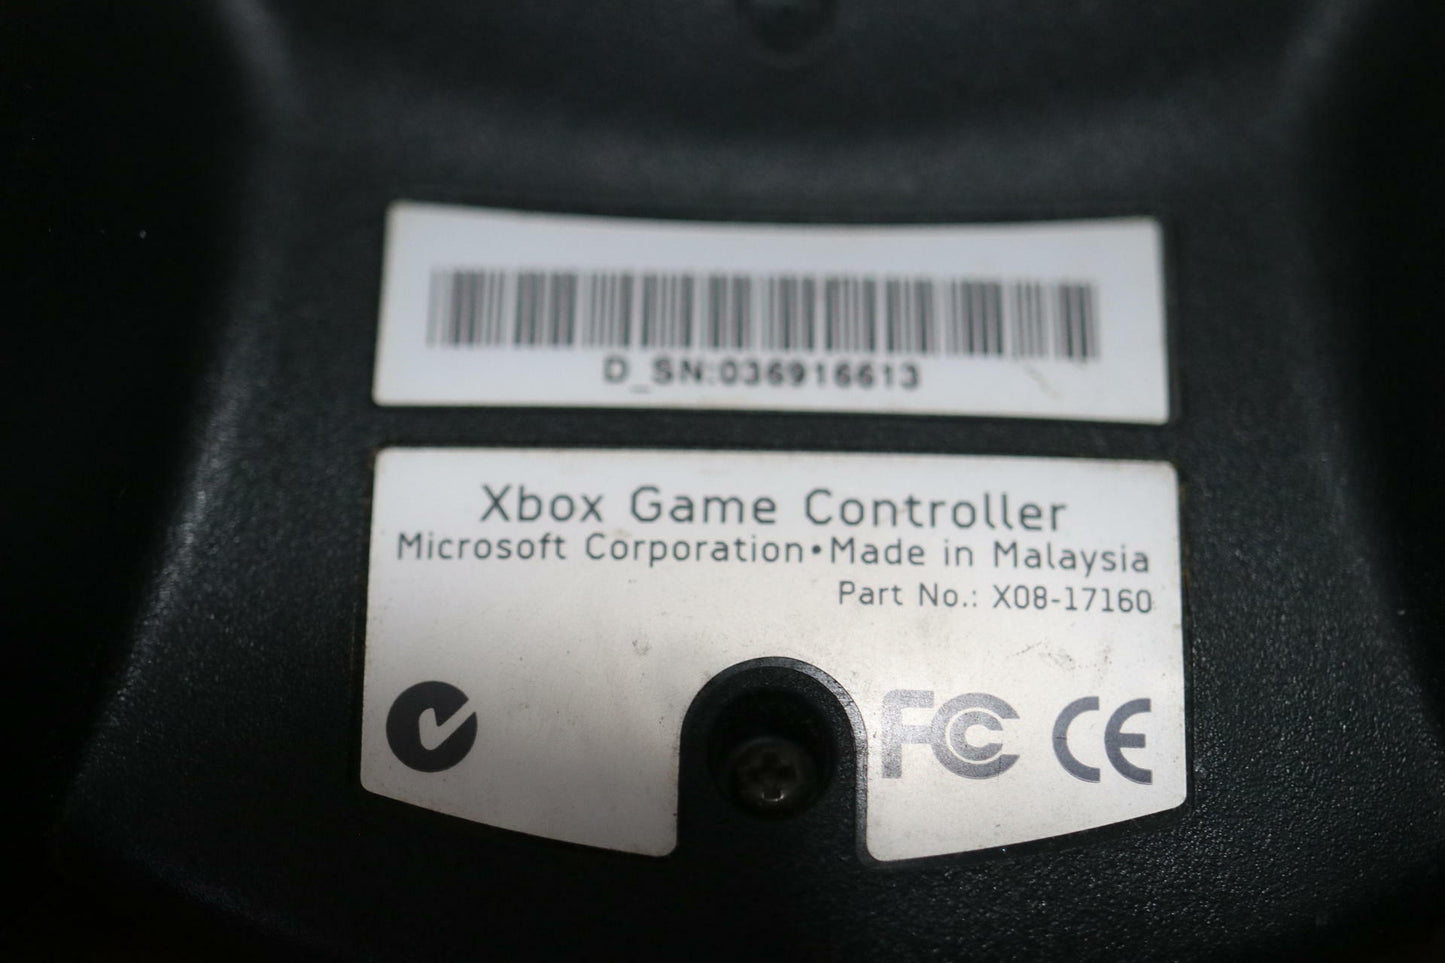 D_SN:036916613
Xbox Game Controller
Microsoft Corporation•Made in Malaysia
Part No.: X08-17160
FC CE